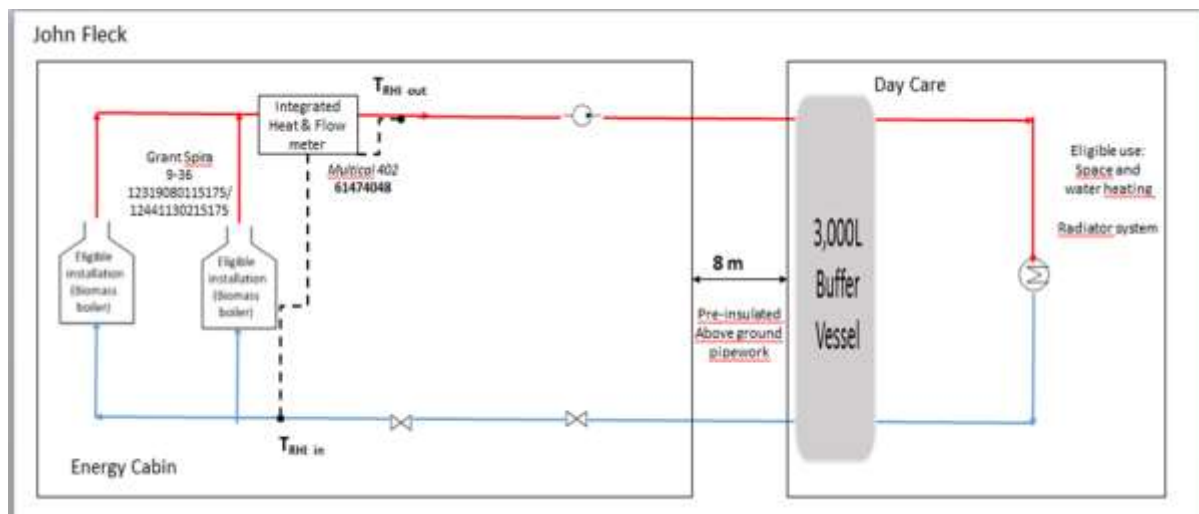 John Fleck
Integrated
Heat & Flow
meter
T RHI out
Multical 402
61474048
Grant Spira
9-36
12319080115175/
12441130215175
Eligible
installation
(Biomass
boiler)
Eligible
installation
(Biomass
boiler)
T RHI in
Energy Cabin
8 m
Pre-insulated
Above ground
pipework
Day Care
3,000L
Buffer
Vessel
Eligible use:
Space and
water heating
Radiator system